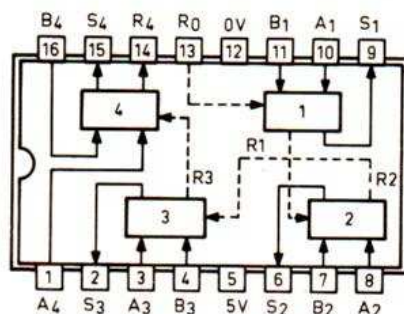 B4 S4 R4 R0 0V B1 A1 S1
16 15 14 13 12 11 10 9
4 1
R3 R1 R2
3 2
1 2 3 4 5 6 7 8
A4 S3 A3 B3 5V S2 B2 A2